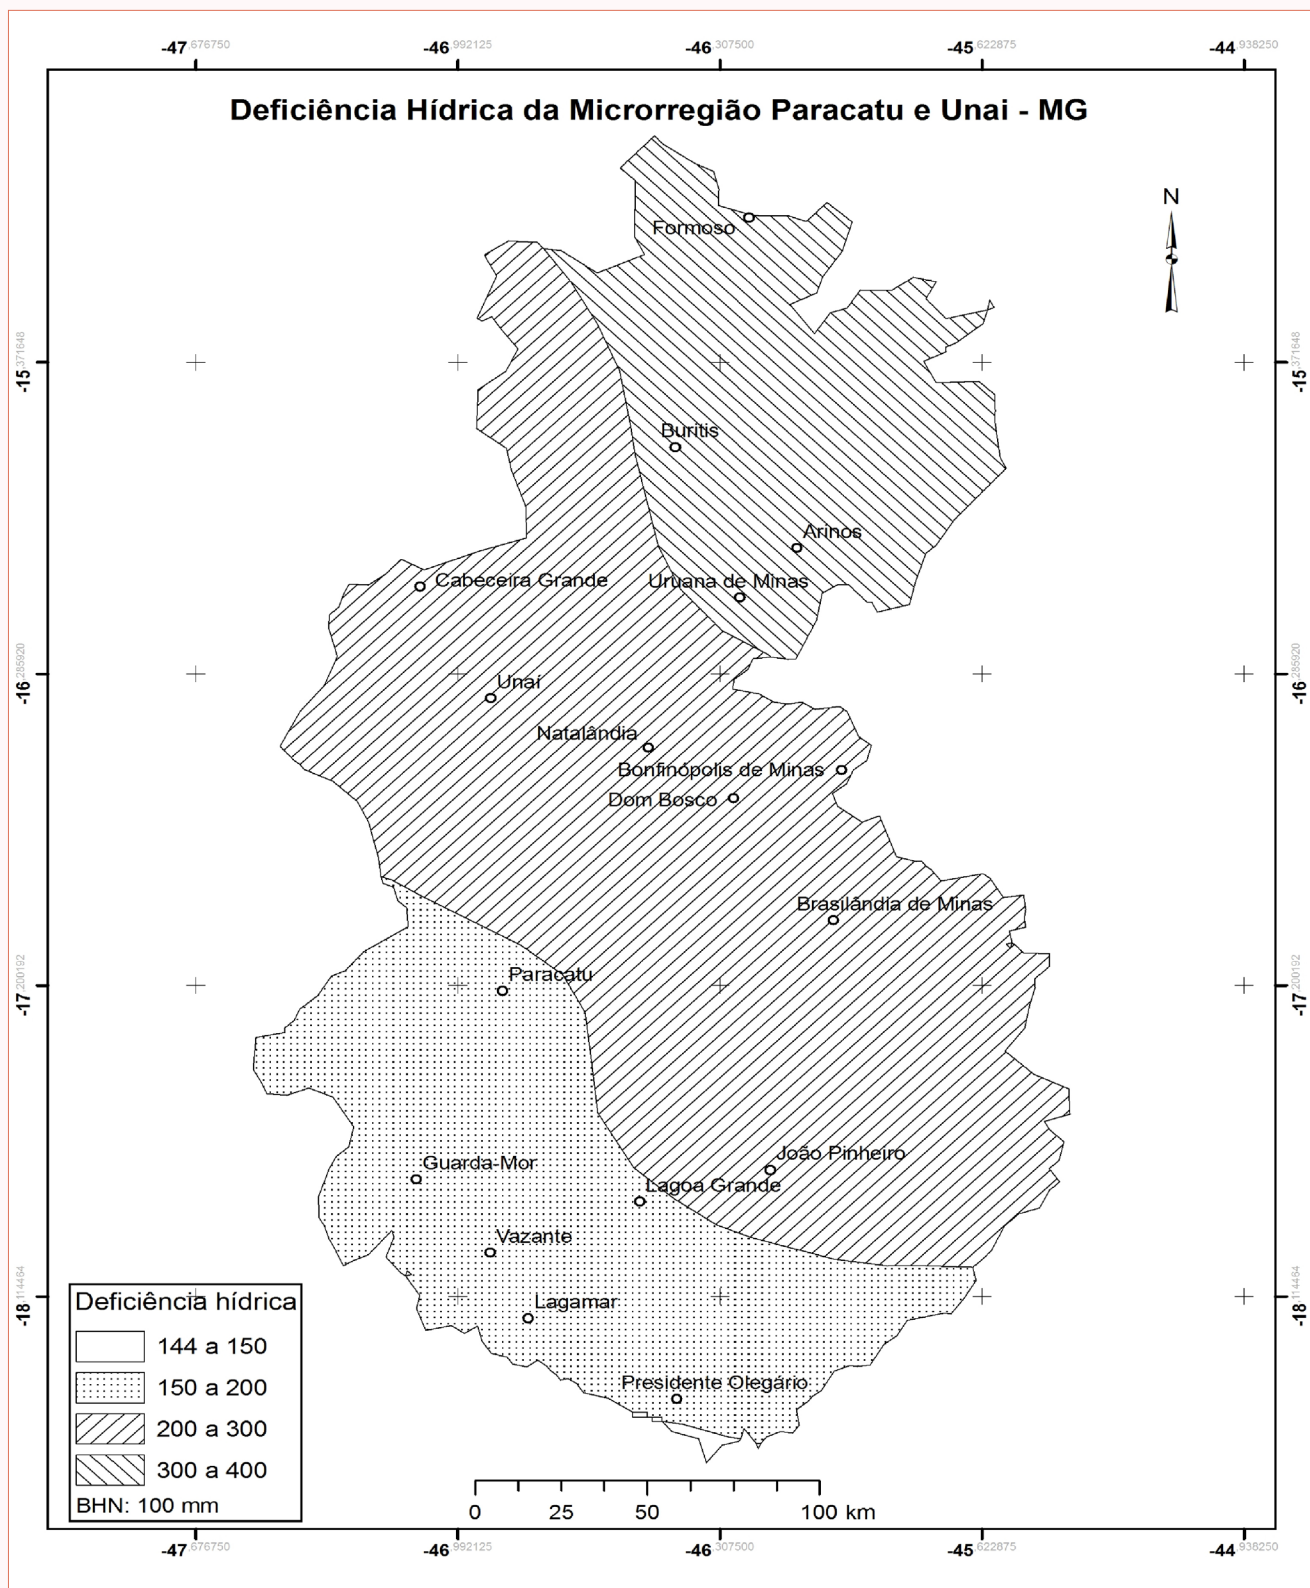 -47.676750 -46.992125 -46.307500 -45.622875 -44.938250
Deficiência Hídrica da Microrregião Paracatu e Unai - MG
N
Formoso
-15.371648 -15.371648
Buritis
Arinos
Cabeceira Grande
Uruana de Minas
-16.285920 -16.285920
Unaí
Natalândia
Bonfinópolis de Minas
Dom Bosco
Brasilândia de Minas
Paracatu
-17.200192 -17.200192
João Pinheiro
Guarda-Mor
Lagoa Grande
Vazante
-18.114464 -18.114464
Lagamar
Presidente Olegário
Deficiência hídrica
144 a 150
150 a 200
200 a 300
300 a 400
BHN: 100 mm
0 25 50 100 km
-47.676750 -46.992125 -46.307500 -45.622875 -44.938250